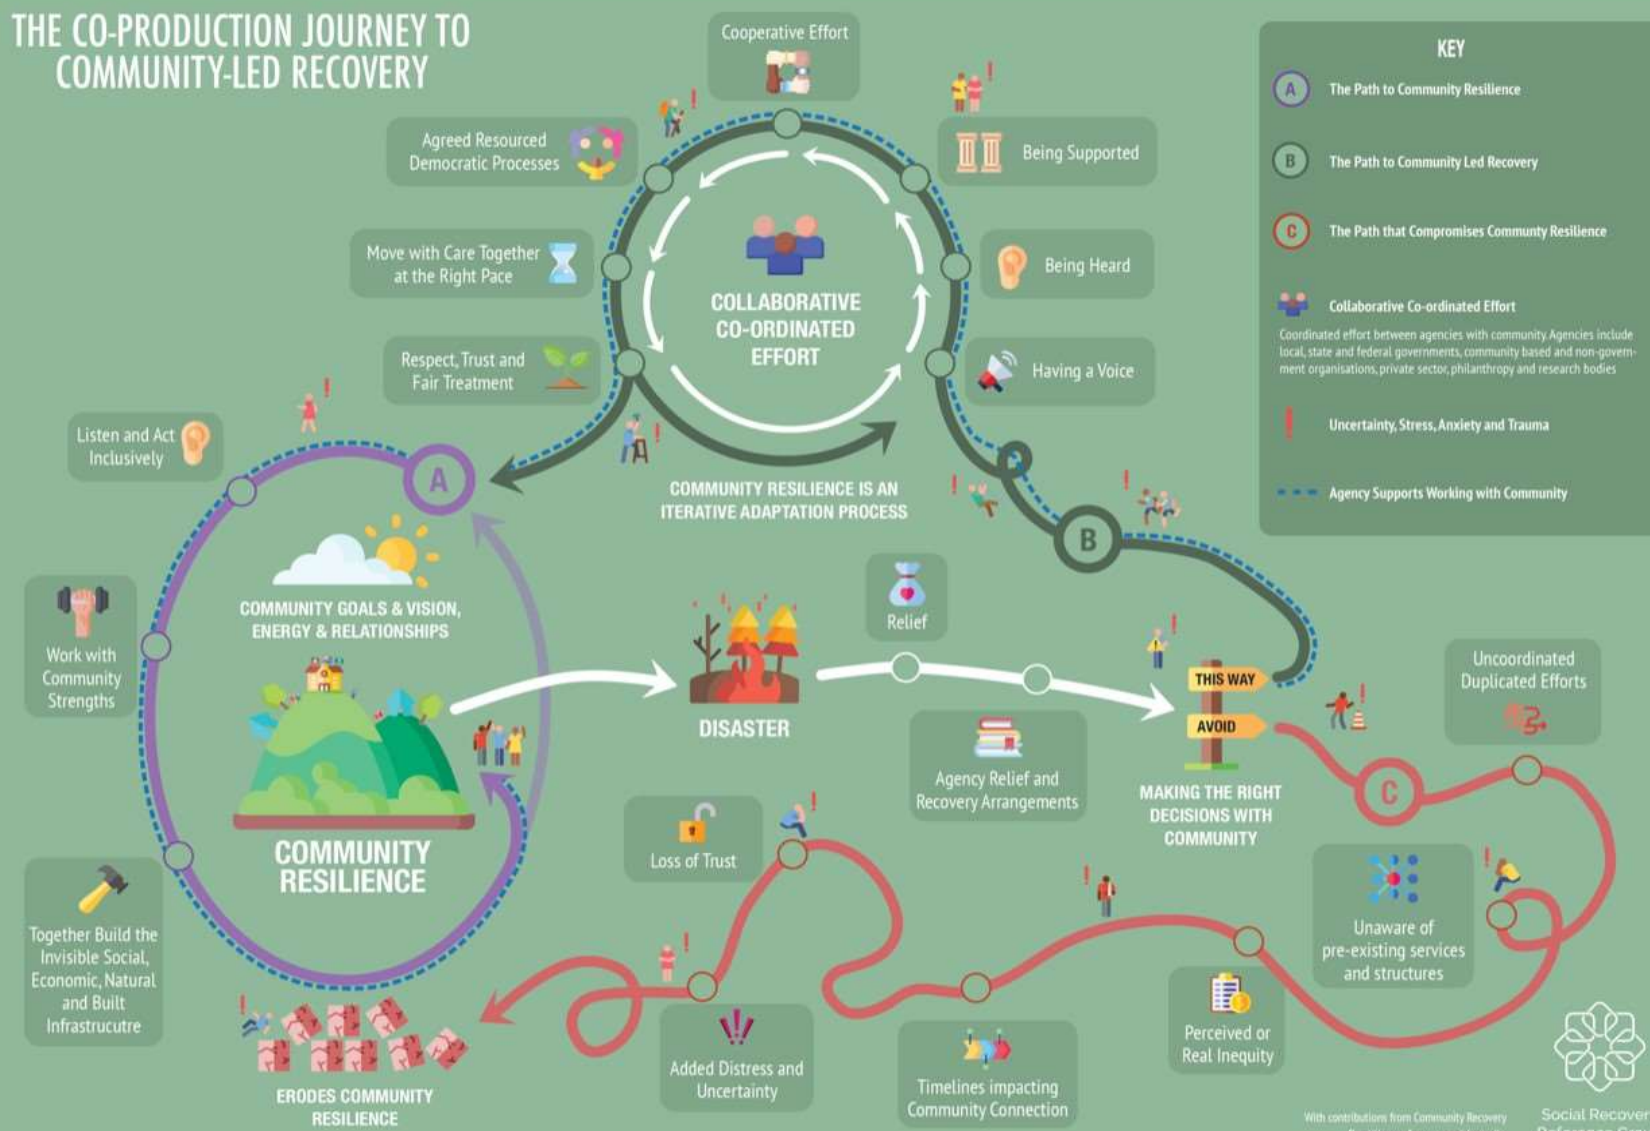 THE CO-PRODUCTION JOURNEY TO
COMMUNITY-LED RECOVERY
Cooperative Effort
Agreed Resourced
Democratic Processes
Being Supported
Move with Care Together
at the Right Pace
Being Heard
Respect, Trust and
Fair Treatment
Having a Voice
COLLABORATIVE
CO-ORDINATED
EFFORT
COMMUNITY RESILIENCE IS AN
ITERATIVE ADAPTATION PROCESS
KEY
A
The Path to Community Resilience
B
The Path to Community Led Recovery
C
The Path that Compromises Communty Resilience
Collaborative Co-ordinated Effort
Coordinated effort between agencies with community. Agencies include
local, state and federal governments, community based and non-govern-
ment organisations, private sector, philanthropy and research bodies
Uncertainty, Stress, Anxiety and Trauma
Agency Supports Working with Community
Listen and Act
Inclusively
A
COMMUNITY GOALS & VISION,
ENERGY & RELATIONSHIPS
Work with
Community
Strengths
COMMUNITY
RESILIENCE
Together Build the
Invisible Social,
Economic, Natural
and Built
Infrastrucutre
DISASTER
Relief
Agency Relief and
Recovery Arrangements
B
THIS WAY
AVOID
MAKING THE RIGHT
DECISIONS WITH
COMMUNITY
C
Uncoordinated
Duplicated Efforts
Unaware of
pre-existing services
and structures
Perceived or
Real Inequity
Timelines impacting
Community Connection
Loss of Trust
Added Distress and
Uncertainty
ERODES COMMUNITY
RESILIENCE
With contributions from Community Recovery
Social Recover